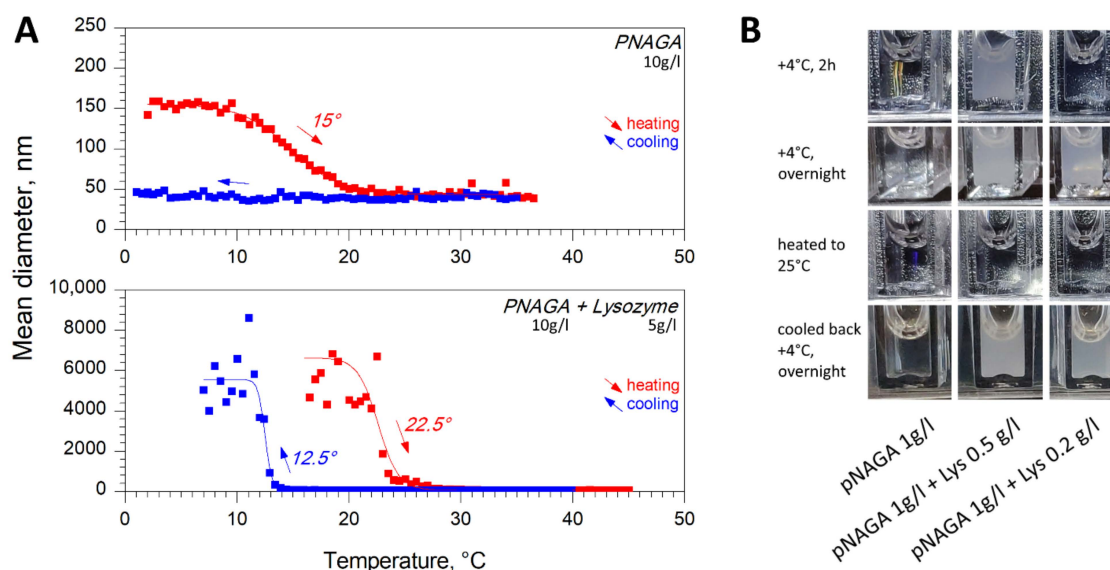 A
Mean diameter, nm
250
200
150
100
50
0
PNAGA
10g/l
15°
heating
cooling
0
10
20
30
40
50
10,000
8000
6000
4000
2000
0
PNAGA + Lysozyme
10g/l 5g/l
heating
cooling
12.5°
22.5°
0
10
20
30
40
50
Temperature, °C
B
+4°C, 2h
+4°C,
overnight
heated to
25°C
cooled back
+4°C,
overnight
pNAGA 1g/l
pNAGA 1g/l + Lys 0.5 g/l
pNAGA 1g/l + Lys 0.2 g/l